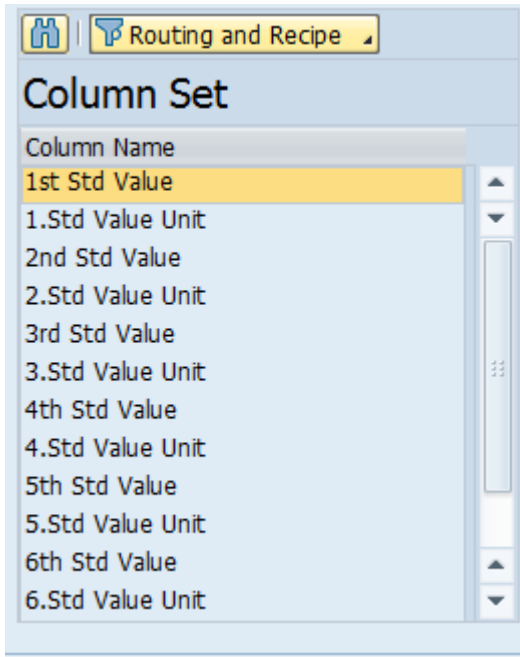 Routing and Recipe
Column Set
Column Name
1st Std Value
1.Std Value Unit
2nd Std Value
2.Std Value Unit
3rd Std Value
3.Std Value Unit
4th Std Value
4.Std Value Unit
5th Std Value
5.Std Value Unit
6th Std Value
6.Std Value Unit